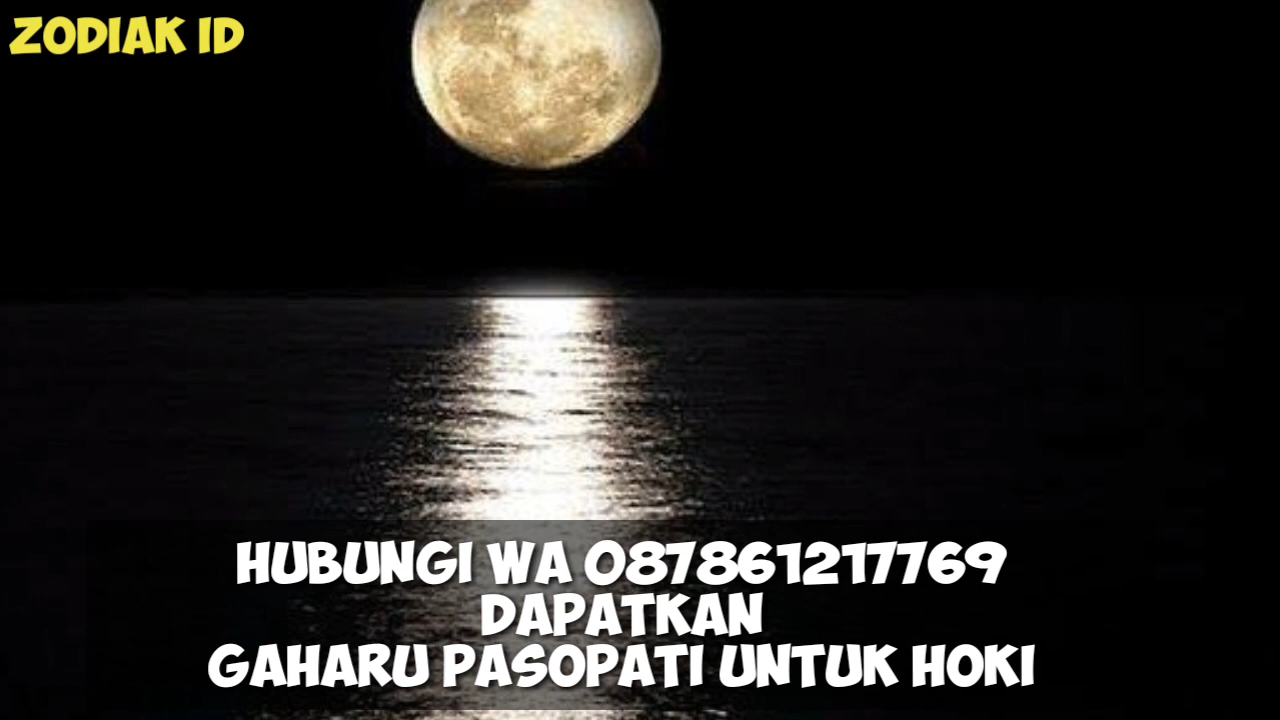 ZODIAK ID
HUBUNGI WA 087861217769
DAPATKAN
GAHARU PASOPATI UNTUK HOKI